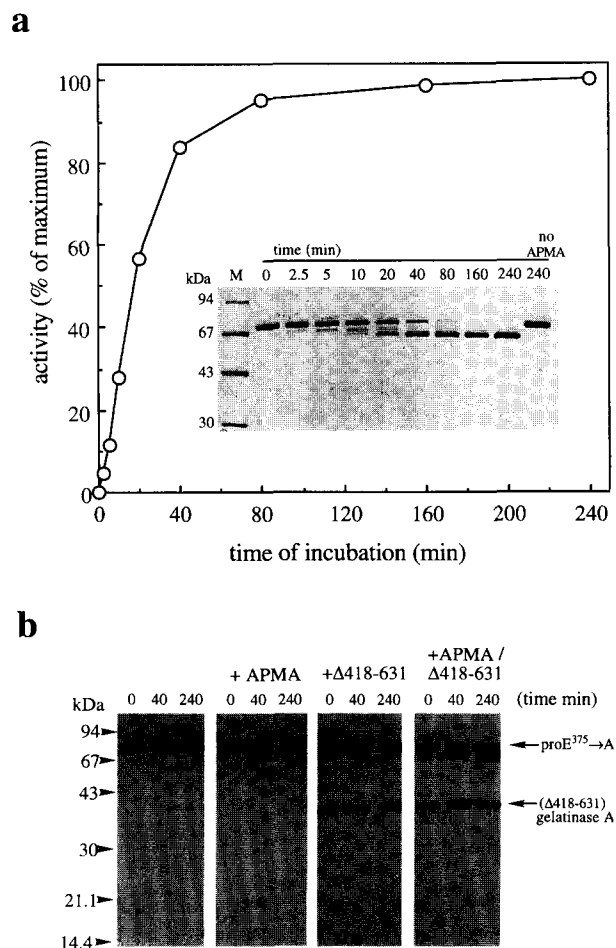 a
100
80
60
40
20
0
activity (% of maximum)
no
APMA
time (min)
kDa M 0 2.5 5 10 20 40 80 160 240 240
94
67
43
30
0 40 80 120 160 200 240
time of incubation (min)
b
+ APMA +Δ418-631 +APMA /
Δ418-631
kDa 0 40 240 0 40 240 0 40 240 0 40 240 (time min)
94
67
43
30
21.1
14.4
proE³⁷⁵→A
(Δ418-631)
gelatinase A